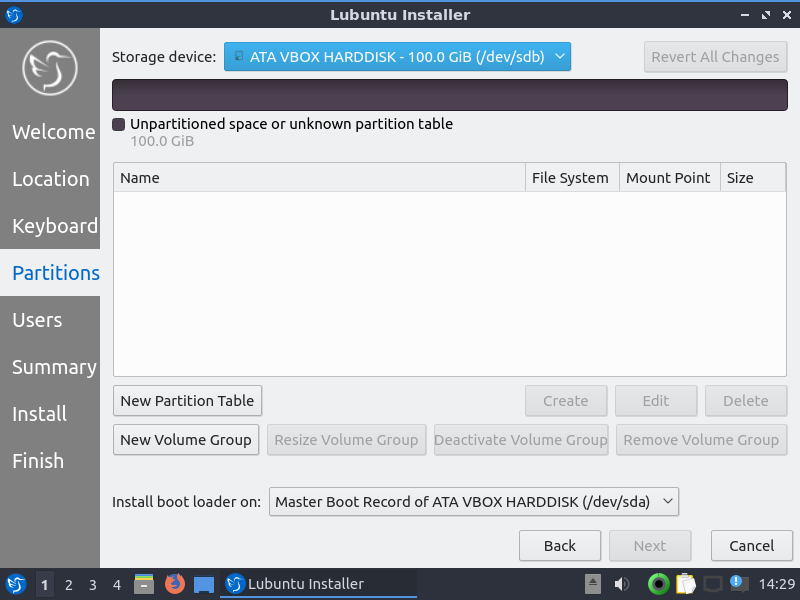 Lubuntu Installer
Storage device: ATA VBOX HARDDISK - 100.0 GiB (/dev/sdb) Revert All Changes
Unpartitioned space or unknown partition table
100.0 GiB
Welcome
Location
Keyboard
Partitions
Users
Summary
Install
Finish
Name File System Mount Point Size
New Partition Table Create Edit Delete
New Volume Group Resize Volume Group Deactivate Volume Group Remove Volume Group
Install boot loader on: Master Boot Record of ATA VBOX HARDDISK (/dev/sda)
Back Next Cancel
1 2 3 4 Lubuntu Installer 14:29